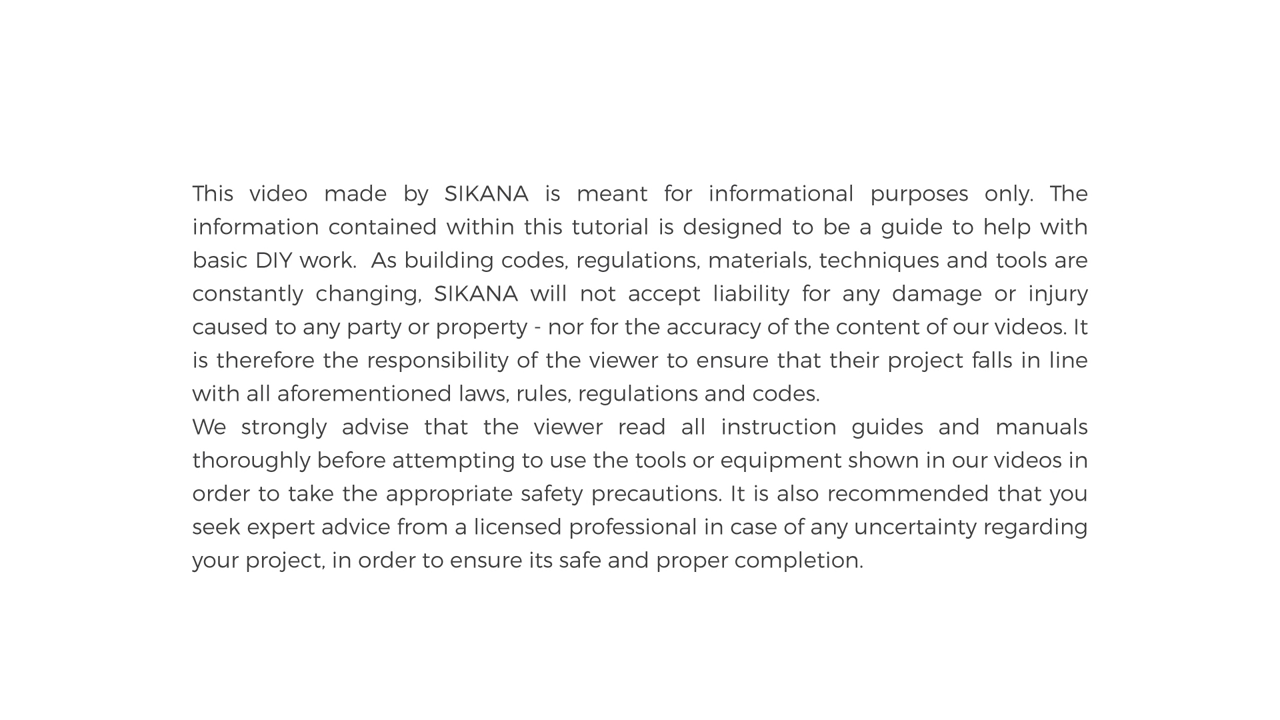 This video made by SIKANA is meant for informational purposes only. The
information contained within this tutorial is designed to be a guide to help with
basic DIY work.  As building codes, regulations, materials, techniques and tools are
constantly changing, SIKANA will not accept liability for any damage or injury
caused to any party or property - nor for the accuracy of the content of our videos. It
is therefore the responsibility of the viewer to ensure that their project falls in line
with all aforementioned laws, rules, regulations and codes.
We strongly advise that the viewer read all instruction guides and manuals
thoroughly before attempting to use the tools or equipment shown in our videos in
order to take the appropriate safety precautions. It is also recommended that you
seek expert advice from a licensed professional in case of any uncertainty regarding
your project, in order to ensure its safe and proper completion.